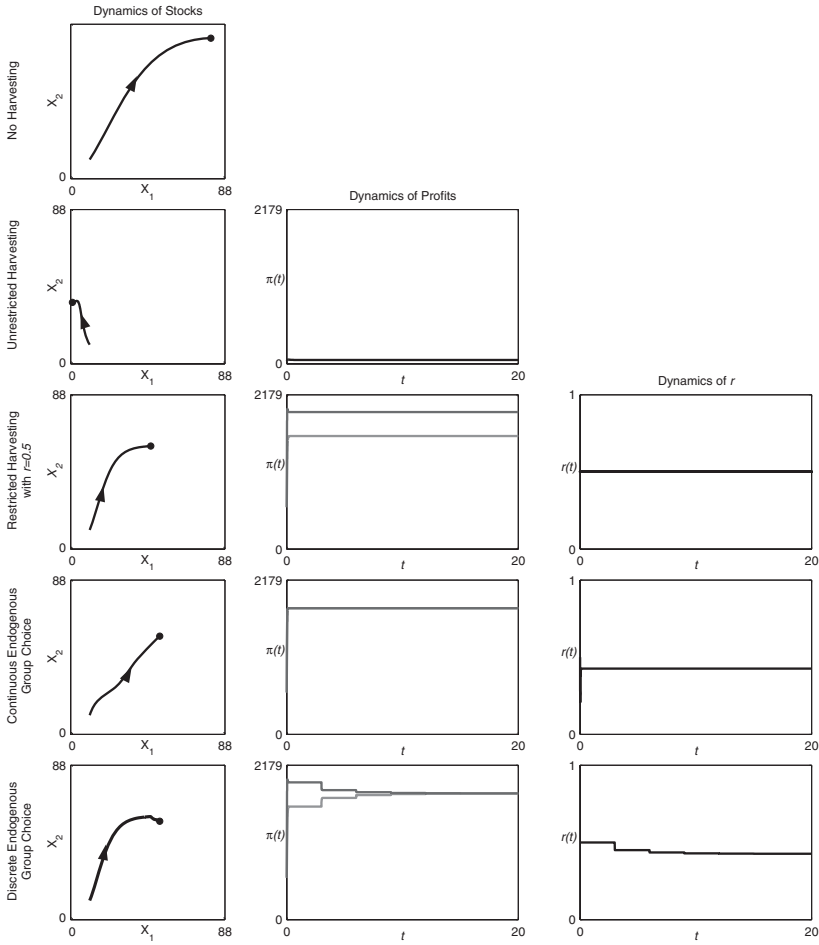 Dynamics of Stocks
No Harvesting
X2
0
0
X1
88
Dynamics of Profits
Unrestricted Harvesting
88
X2
0
0
X1
88
2179
π(t)
0
0
t
20
Dynamics of r
Restricted Harvesting
with r=0.5
88
X2
0
0
X1
88
2179
π(t)
0
0
t
20
1
r(t)
0
0
20
Continuous Endogenous
Group Choice
88
X2
0
0
X1
88
2179
π(t)
0
0
t
20
1
r(t)
0
0
t
20
Discrete Endogenous
Group Choice
88
X2
0
0
X1
88
2179
π(t)
0
0
t
20
1
r(t)
0
0
t
20